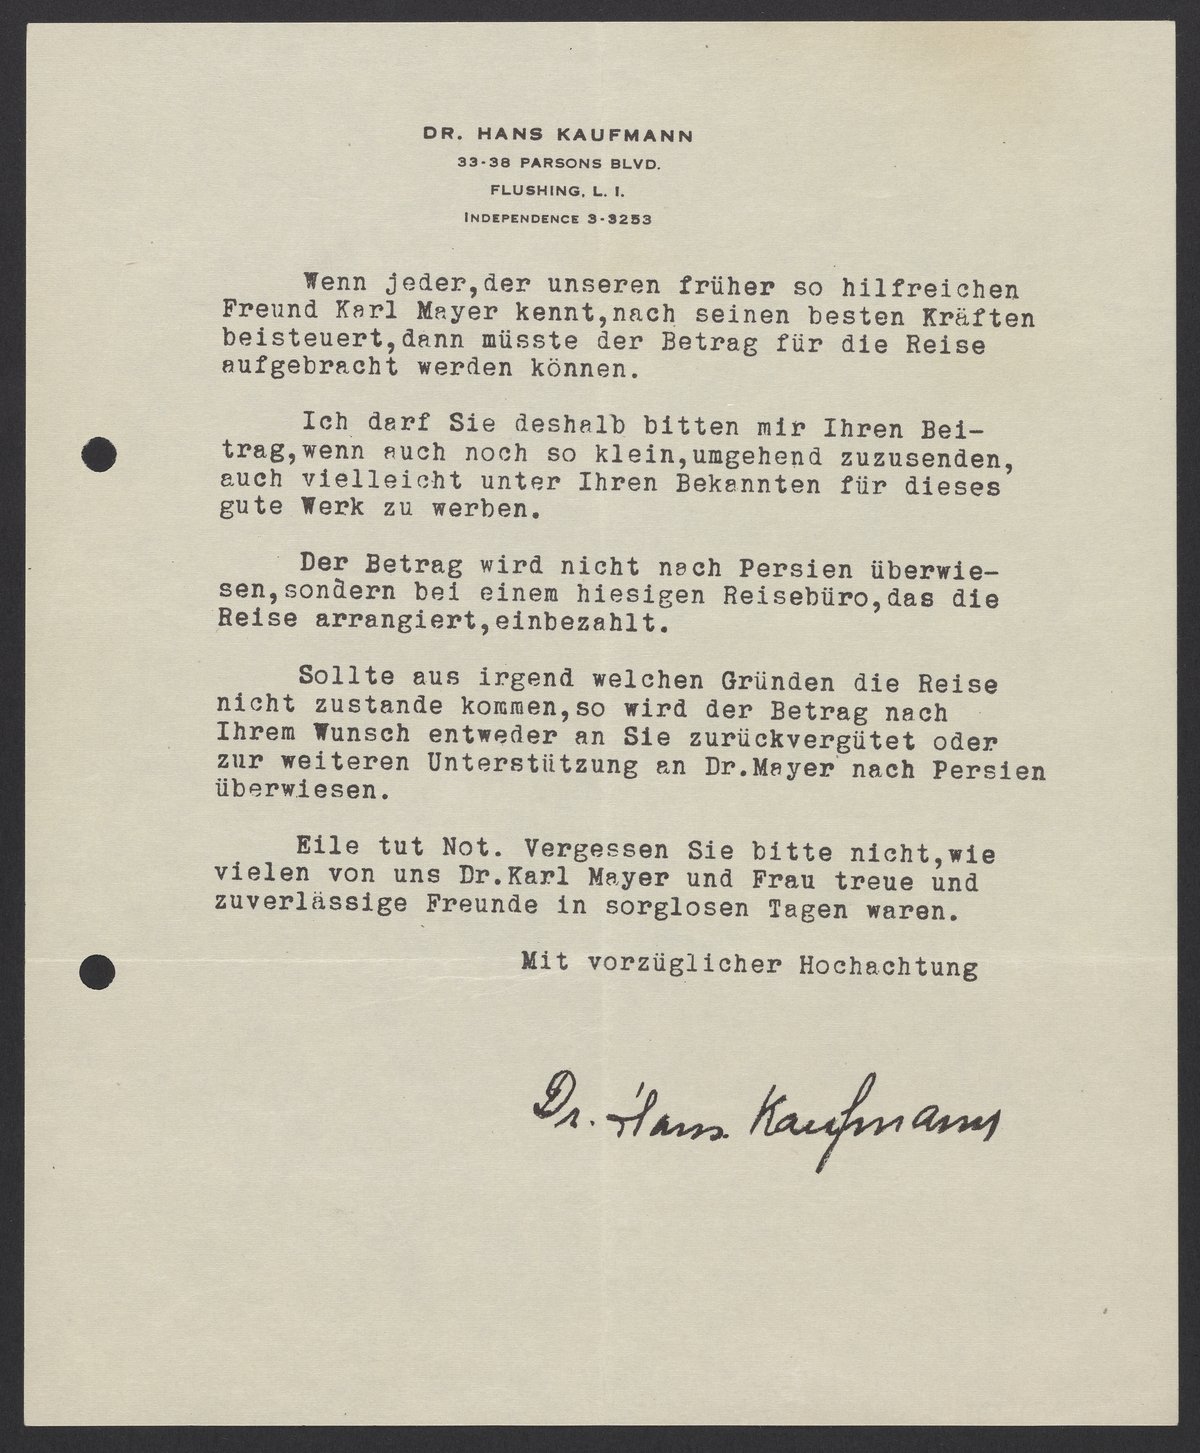 DR. HANS KAUFMANN
33-38 PARSONS BLVD.
FLUSHING, L. I.
INDEPENDENCE 3-3253
Wenn jeder,der unseren früher so hilfreichen
Freund Karl Mayer kennt,nach seinen besten Kräften
beisteuert,dann müsste der Betrag für die Reise
aufgebracht werden können.
Ich darf Sie deshalb bitten mir Ihren Bei-
trag,wenn auch noch so klein,umgehend zuzusenden,
auch vielleicht unter Ihren Bekannten für dieses
gute Werk zu werben.
Der Betrag wird nicht nach Persien überwie-
sen,sondern bei einem hiesigen Reisebüro,das die
Reise arrangiert,einbezahlt.
Sollte aus irgend welchen Gründen die Reise
nicht zustande kommen,so wird der Betrag nach
Ihrem Wunsch entweder an Sie zurückvergütet oder
zur weiteren Unterstützung an Dr.Mayer nach Persien
überwiesen.
Eile tut Not. Vergessen Sie bitte nicht,wie
vielen von uns Dr.Karl Mayer und Frau treue und
zuverlässige Freunde in sorglosen Tagen waren.
Mit vorzüglicher Hochachtung
Dr. Hans Kaufmann